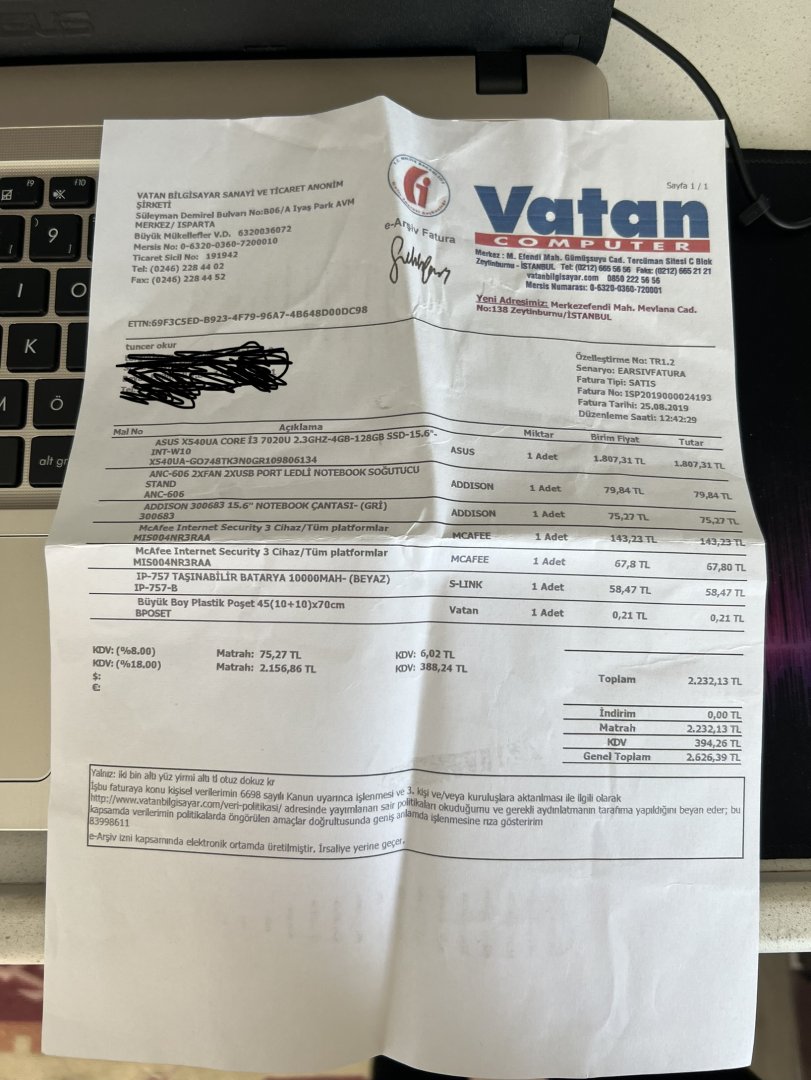 F9
F10
9
I
O
K
M
Ö
alt gr
VATAN BİLGİSAYAR SANAYİ VE TİCARET ANONİM
ŞİRKETİ
Süleyman Demirel Bulvarı No:B06/A Iyaş Park AVM
MERKEZ/ ISPARTA
Büyük Mükellefler V.D. 6320036072
Mersis No: 0-6320-0360-7200010
Ticaret Sicil No: 191942
Tel: (0246) 228 44 02
Fax: (0246) 228 44 52
e-Arşiv Fatura
Sayfa 1 / 1
Vatan
COMPUTER
Merkez : M. Efendi Mah. Gümüşsuyu Cad. Tercüman Sitesi C Blok
Zeytinburnu - İSTANBUL Tel: (0212) 665 56 56 Faks: (0212) 665 21 21
vatanbilgisayar.com 0850 222 56 56
Mersis Numarası: 0-6320-0360-720001
Yeni Adresimiz: Merkezefendi Mah. Mevlana Cad.
No:138 Zeytinburnu/İSTANBUL
ETTN:69F3C5ED-B923-4F79-96A7-4B648D00DC98
tuncer okur
Özelleştirme No: TR1.2
Senaryo: EARSIVFATURA
Fatura Tipi: SATIS
Fatura No: ISP2019000024193
Fatura Tarihi: 25.08.2019
Düzenleme Saati: 12:42:29
Mal No Açıklama Miktar Birim Fiyat Tutar
ASUS X540UA CORE İ3 7020U 2.3GHZ-4GB-128GB SSD-15.6"-
INT-W10
X540UA-GO748TK3N0GR109806134 ASUS 1 Adet 1.807,31 TL 1.807,31 TL
ANC-606 2XFAN 2XUSB PORT LEDLİ NOTEBOOK SOĞUTUCU
STAND
ANC-606 ADDISON 1 Adet 79,84 TL 79,84 TL
ADDISON 300683 15.6" NOTEBOOK ÇANTASI- (GRİ)
300683 ADDISON 1 Adet 75,27 TL 75,27 TL
McAfee Internet Security 3 Cihaz/Tüm platformlar
MIS004NR3RAA MCAFEE 1 Adet 143,23 TL 143,23 TL
McAfee Internet Security 3 Cihaz/Tüm platformlar
MIS004NR3RAA MCAFEE 1 Adet 67,8 TL 67,80 TL
IP-757 TAŞINABİLİR BATARYA 10000MAH- (BEYAZ)
IP-757-B S-LINK 1 Adet 58,47 TL 58,47 TL
Büyük Boy Plastik Poşet 45(10+10)x70cm
BPOSET Vatan 1 Adet 0,21 TL 0,21 TL
KDV: (%8.00) Matrah: 75,27 TL KDV: 6,02 TL
KDV: (%18.00) Matrah: 2.156,86 TL KDV: 388,24 TL
$:
€:
Toplam 2.232,13 TL
İndirim 0,00 TL
Matrah 2.232,13 TL
KDV 394,26 TL
Genel Toplam 2.626,39 TL
Yalnız: iki bin altı yüz yirmi altı tl otuz dokuz kr
İşbu faturaya konu kişisel verilerimin 6698 sayılı Kanun uyarınca işlenmesi ve 3. kişi ve/veya kuruluşlara aktarılması ile ilgili olarak
http://www.vatanbilgisayar.com/veri-politikasi/ adresinde yayımlanan sair politikaları okuduğumu ve gerekli aydınlatmanın tarafıma yapıldığını beyan eder; bu
kapsamda verilerimin politikalarda öngörülen amaçlar doğrultusunda geniş anlamda işlenmesine rıza gösteririm
83998611
e-Arşiv izni kapsamında elektronik ortamda üretilmiştir. İrsaliye yerine geçer.